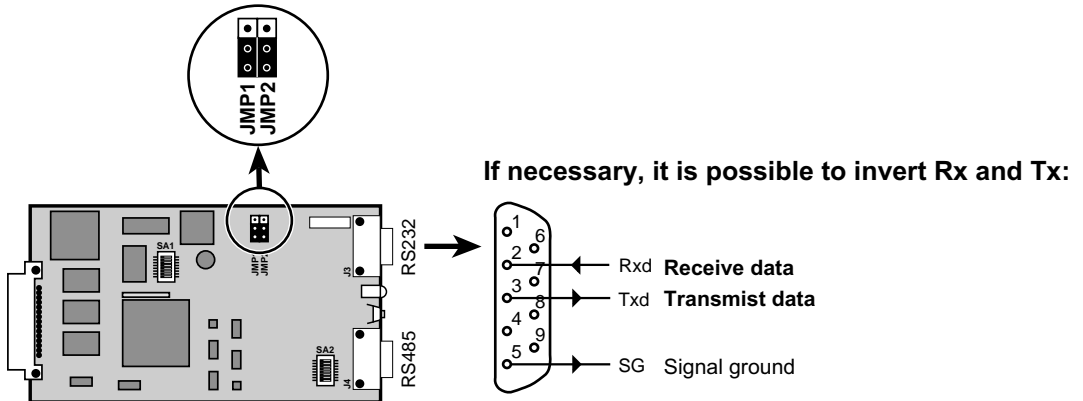 JMP1
JMP2
If necessary, it is possible to invert Rx and Tx:
SA1
JMP
JMP
J3
RS232
SA2
J4
RS485
1
6
2
7
3
8
4
9
5
Rxd Receive data
Txd Transmist data
SG Signal ground